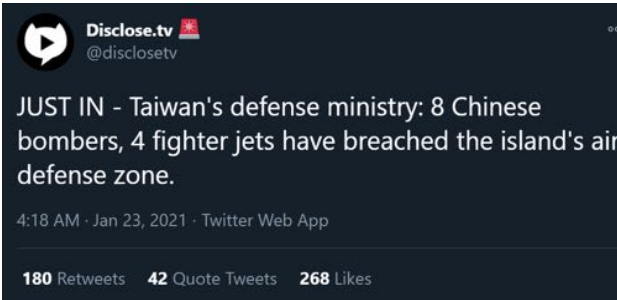 Disclose.tv 🚨
@disclosetv
JUST IN - Taiwan's defense ministry: 8 Chinese
bombers, 4 fighter jets have breached the island's air
defense zone.
4:18 AM · Jan 23, 2021 · Twitter Web App
180 Retweets 42 Quote Tweets 268 Likes